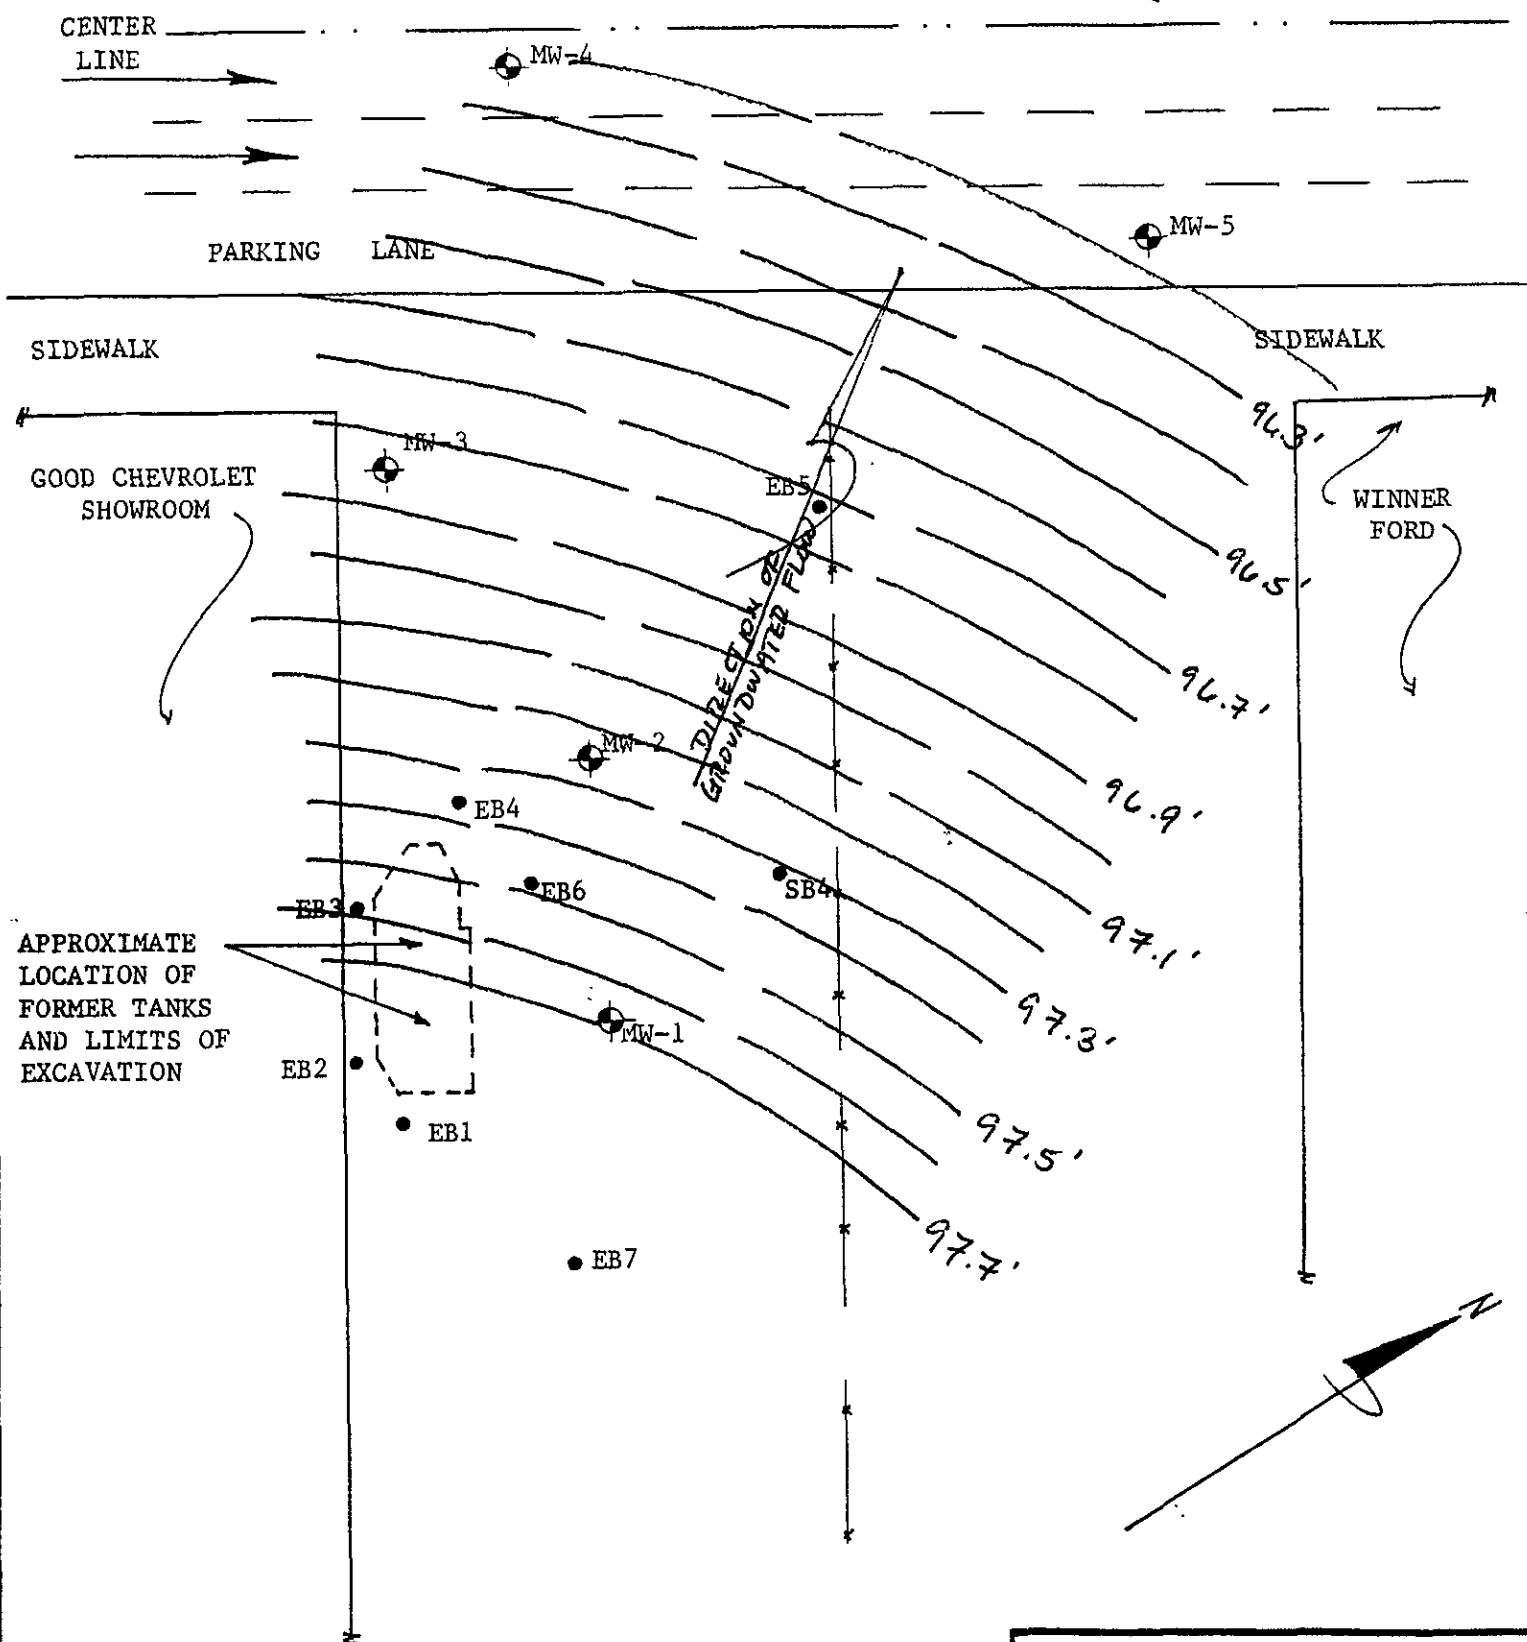 CENTER
LINE
MW-4
MW-5
PARKING LANE
SIDEWALK
SIDEWALK
MW-3
96.3'
GOOD CHEVROLET
SHOWROOM
EB5
WINNER
FORD
96.5'
DIRECTION OF
GROUNDWATER FLOW
96.7'
MW-2
96.9'
EB4
EB6
SB4
EB3
97.1'
APPROXIMATE
LOCATION OF
FORMER TANKS
AND LIMITS OF
EXCAVATION
97.3'
MW-1
EB2
EB1
97.5'
97.7'
EB7
N